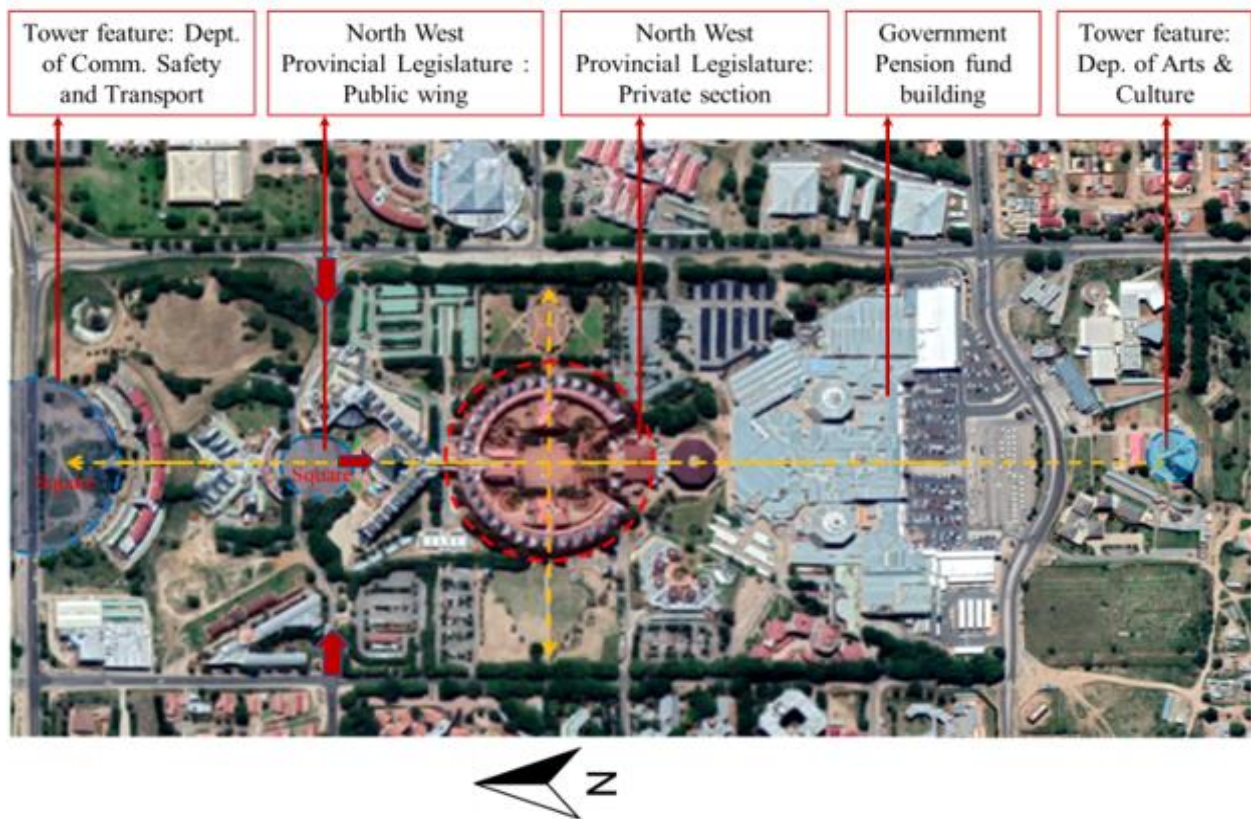 Tower feature: Dept.
of Comm. Safety
and Transport
North West
Provincial Legislature :
Public wing
North West
Provincial Legislature:
Private section
Government
Pension fund
building
Tower feature:
Dep. of Arts &
Culture
Square
Square
N